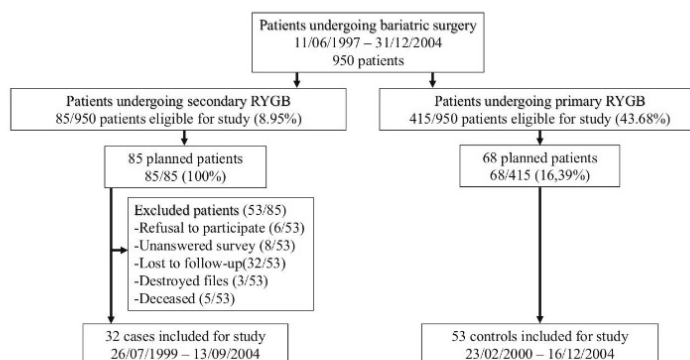 Patients undergoing bariatric surgery
11/06/1997 – 31/12/2004
950 patients
Patients undergoing secondary RYGB
85/950 patients eligible for study (8.95%)
Patients undergoing primary RYGB
415/950 patients eligible for study (43.68%)
85 planned patients
85/85 (100%)
68 planned patients
68/415 (16,39%)
Excluded patients (53/85)
-Refusal to participate (6/53)
-Unanswered survey (8/53)
-Lost to follow-up(32/53)
-Destroyed files (3/53)
-Deceased (5/53)
32 cases included for study
26/07/1999 – 13/09/2004
53 controls included for study
23/02/2000 – 16/12/2004